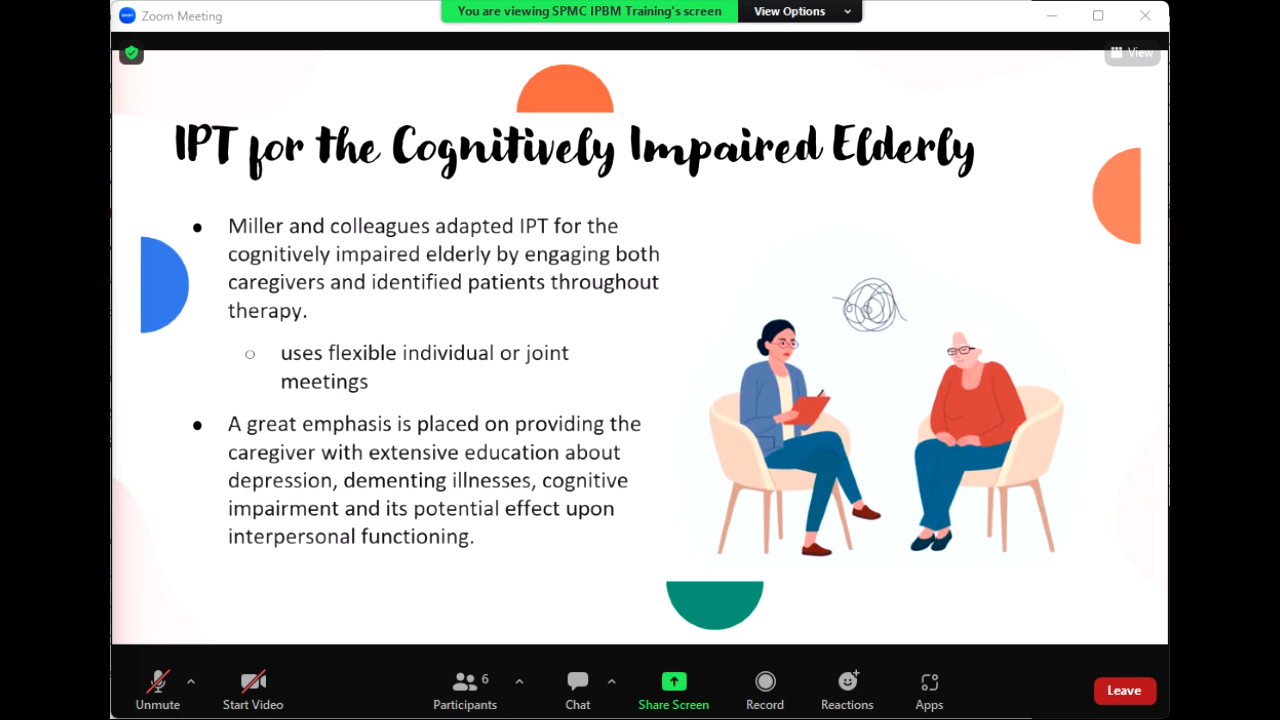 Zoom Meeting
You are viewing SPMC IPBM Training's screen
View Options
View
IPT for the Cognitively Impaired Elderly
● Miller and colleagues adapted IPT for the
cognitively impaired elderly by engaging both
caregivers and identified patients throughout
therapy.
○ uses flexible individual or joint
meetings
● A great emphasis is placed on providing the
caregiver with extensive education about
depression, dementing illnesses, cognitive
impairment and its potential effect upon
interpersonal functioning.
Unmute
Start Video
6
Participants
Chat
Share Screen
Record
Reactions
Apps
Leave